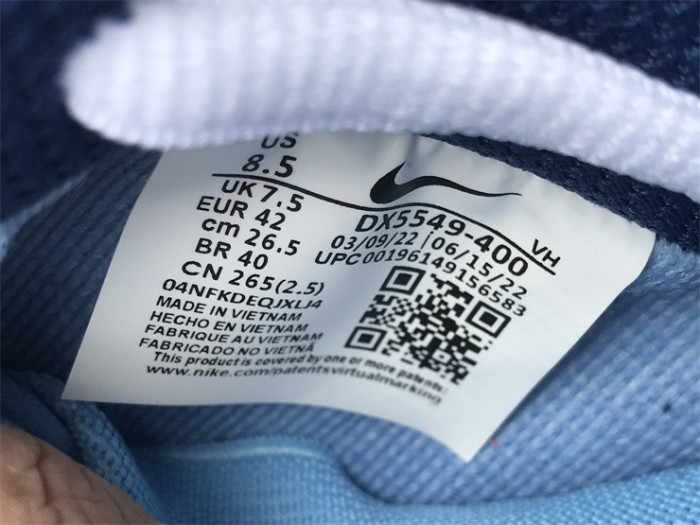 US
8.5
UK 7.5
EUR 42
cm 26.5
BR 40
CN 265(2.5)
04NFKDEQJXLJ4
MADE IN VIETNAM
HECHO EN VIETNAM
FABRIQUE AU VIETNAM
FABRICADO NO VIETNÃ
This product is covered by one or more patents:
www.nike.com/patentsvirtualmarking
DX5549-400 VH
03/09/22 | 06/15/22
UPC00196149156583